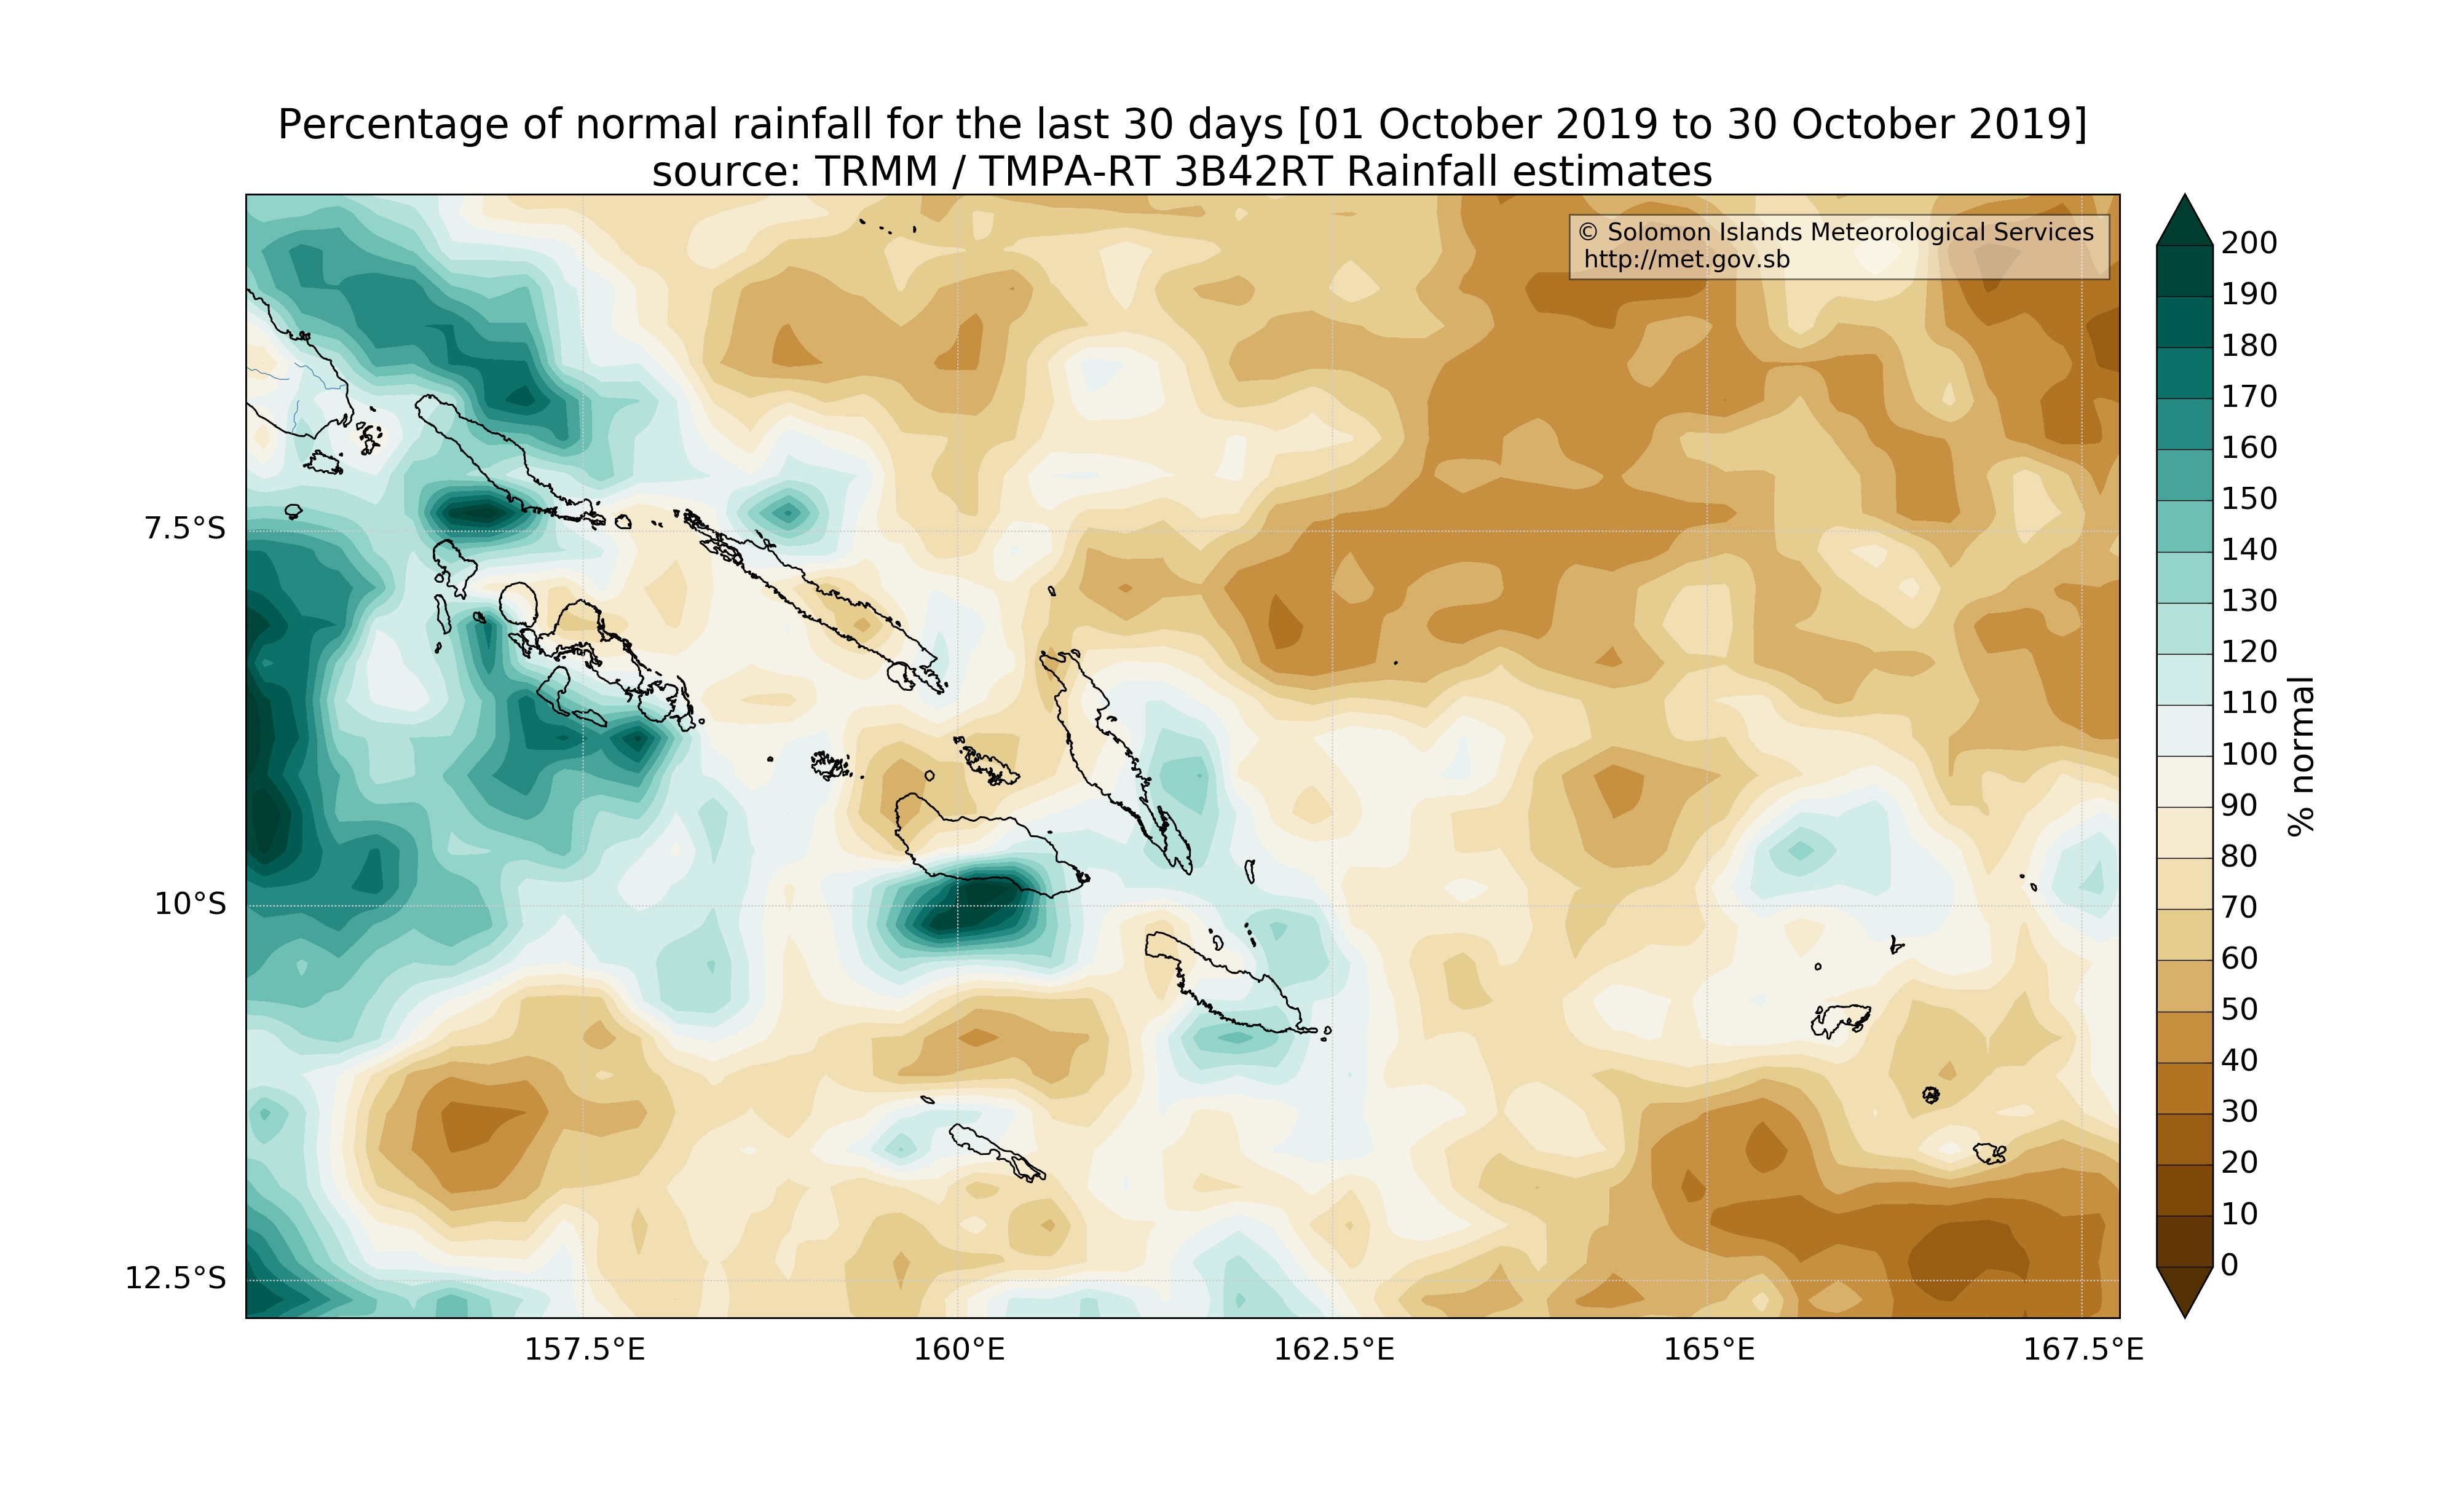 Percentage of normal rainfall for the last 30 days [01 October 2019 to 30 October 2019]
source: TRMM / TMPA-RT 3B42RT Rainfall estimates
© Solomon Islands Meteorological Services
http://met.gov.sb
7.5°S
10°S
12.5°S
157.5°E
160°E
162.5°E
165°E
167.5°E
200
190
180
170
160
150
140
130
120
110
100
90
80
70
60
50
40
30
20
10
0
% normal